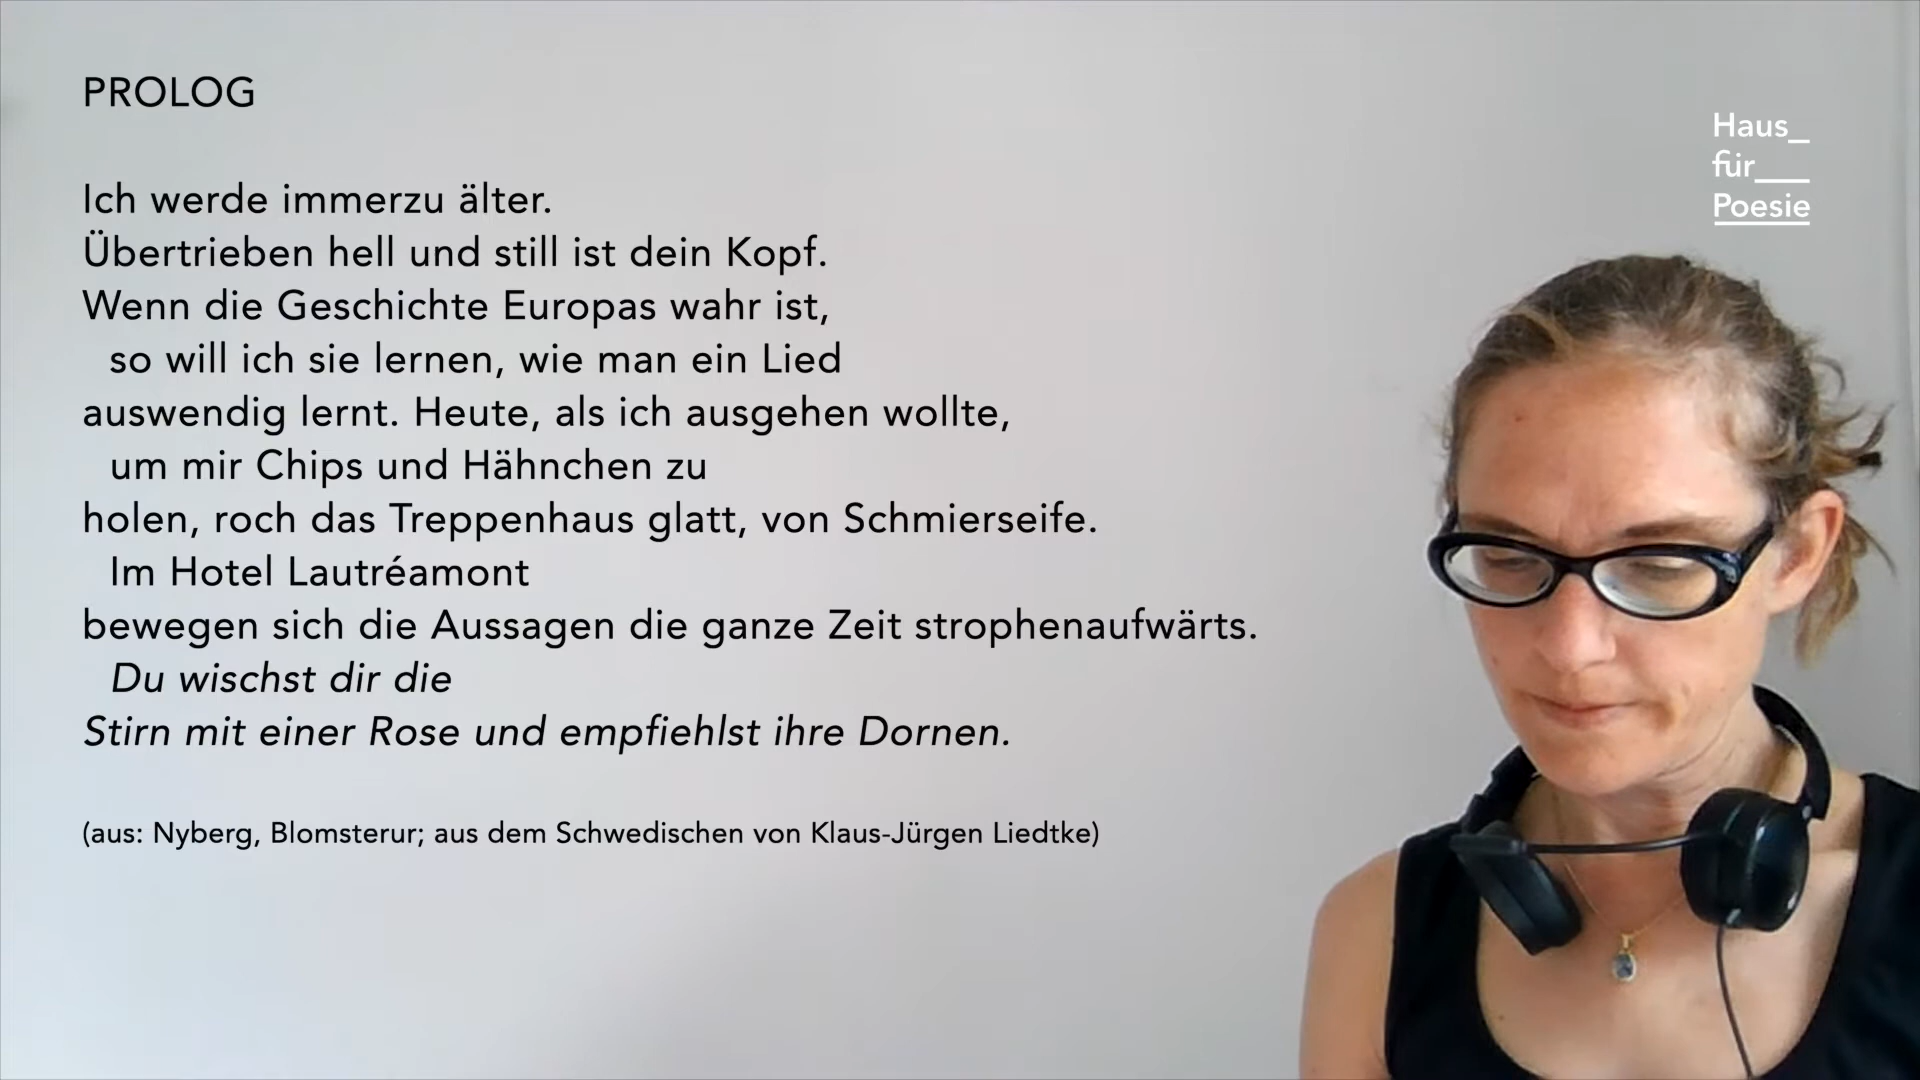 PROLOG
Ich werde immerzu älter.
Übertrieben hell und still ist dein Kopf.
Wenn die Geschichte Europas wahr ist,
so will ich sie lernen, wie man ein Lied
auswendig lernt. Heute, als ich ausgehen wollte,
um mir Chips und Hähnchen zu
holen, roch das Treppenhaus glatt, von Schmierseife.
Im Hotel Lautréamont
bewegen sich die Aussagen die ganze Zeit strophenaufwärts.
Du wischst dir die
Stirn mit einer Rose und empfiehlst ihre Dornen.
(aus: Nyberg, Blomsterur; aus dem Schwedischen von Klaus-Jürgen Liedtke)
Haus_
für___
Poesie